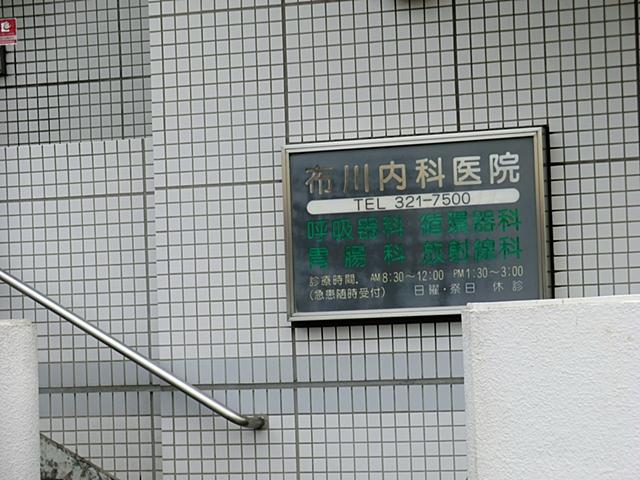 布川内科医院
TEL 321-7500
呼吸器科 循環器科
胃腸科 放射線科
診療時間. AM 8:30～12:00 PM 1:30～3:00
(急患随時受付) 日曜・祭日 休診